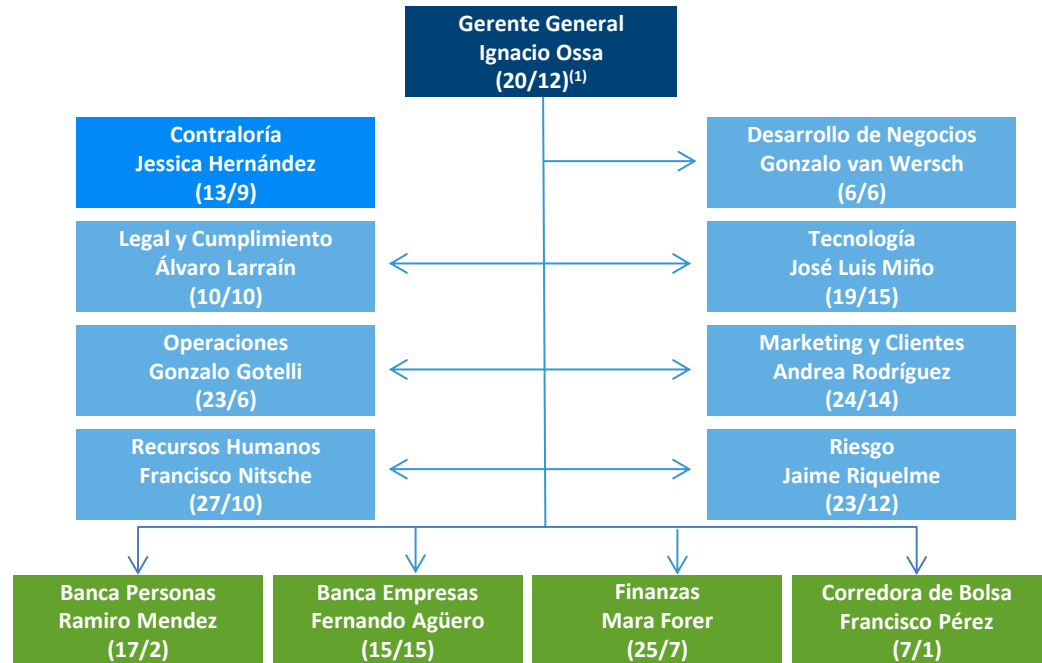 Gerente General
Ignacio Ossa
(20/12)(1)
Contraloría
Jessica Hernández
(13/9)
Desarrollo de Negocios
Gonzalo van Wersch
(6/6)
Legal y Cumplimiento
Álvaro Larraín
(10/10)
Tecnología
José Luis Miño
(19/15)
Operaciones
Gonzalo Gotelli
(23/6)
Marketing y Clientes
Andrea Rodríguez
(24/14)
Recursos Humanos
Francisco Nitsche
(27/10)
Riesgo
Jaime Riquelme
(23/12)
Banca Personas
Ramiro Mendez
(17/2)
Banca Empresas
Fernando Agüero
(15/15)
Finanzas
Mara Forer
(25/7)
Corredora de Bolsa
Francisco Pérez
(7/1)